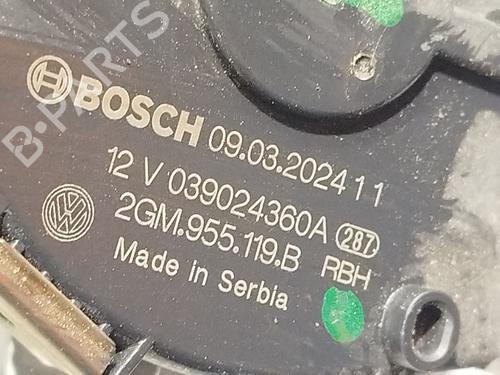 BOSCH 09.03.2024 1 1
12 V 039024360A 287
2GM.955.119.B RBH
Made in Serbia
B-PARTS